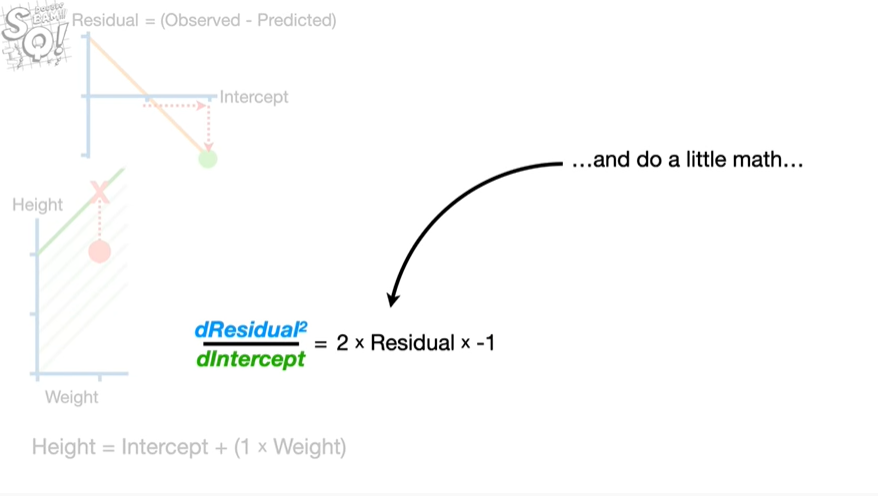 Residual = (Observed - Predicted)
SQ!
Intercept
...and do a little math...
Height
dResidual²
dIntercept
= 2 × Residual × -1
Weight
Height = Intercept + (1 × Weight)